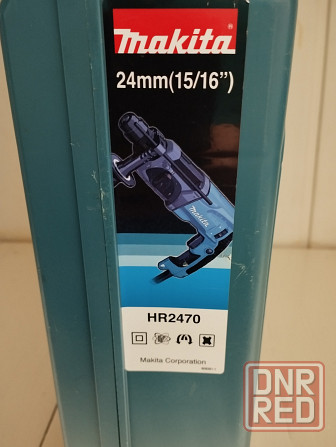 makita
24mm(15/16")
makita
HR2470
Makita Corporation
DNR
RED